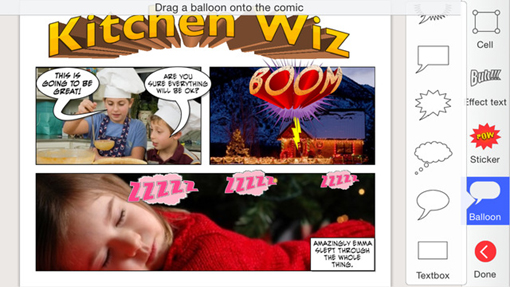 Drag a balloon onto the comic
Kitchen Wiz
THIS IS
GOING TO BE
GREAT!
ARE YOU
SURE EVERYTHING
WILL BE OK?
BOOM
ZZZZZ
ZZZZZ
ZZZZZ
AMAZINGLY EMMA
SLEPT THROUGH
THE WHOLE
THING.
Cell
But!!!
Effect text
POW
Sticker
Balloon
Textbox
Done